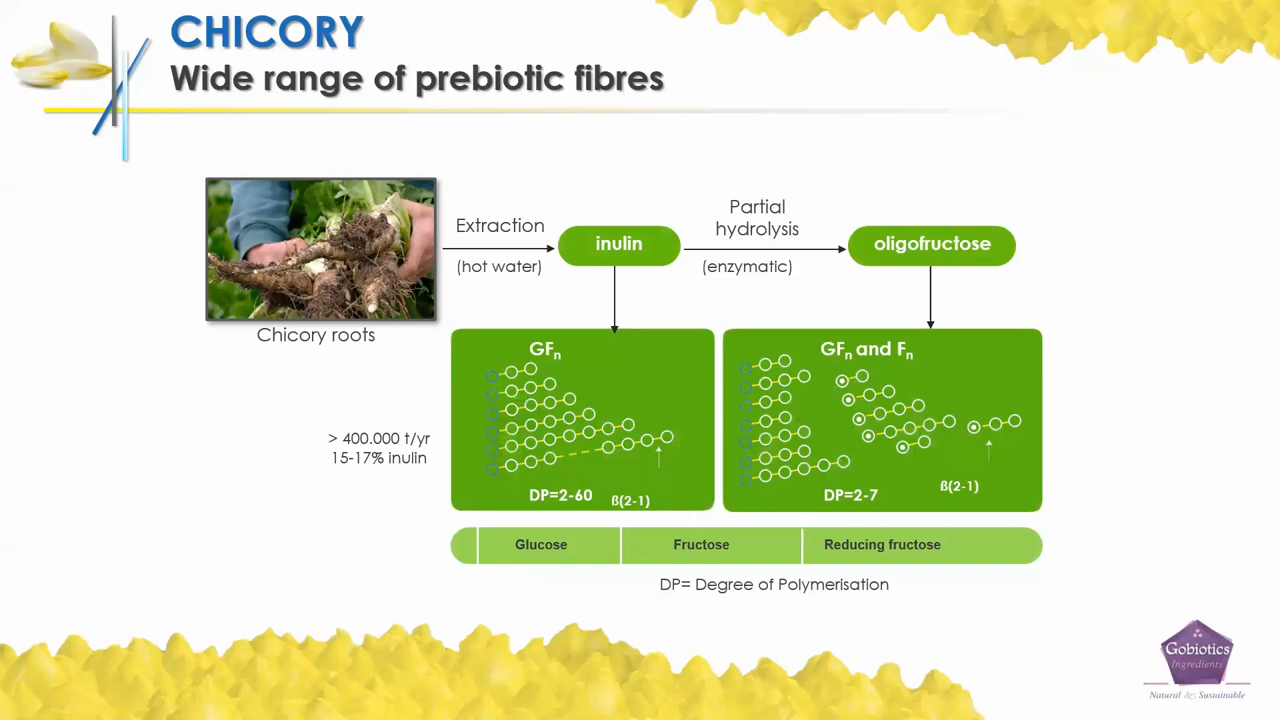 CHICORY
Wide range of prebiotic fibres
Extraction
(hot water)
inulin
Partial
hydrolysis
(enzymatic)
oligofructose
Chicory roots
GFn
GFn and Fn
> 400.000 t/yr
15-17% inulin
DP=2-60
ß(2-1)
DP=2-7
ß(2-1)
Glucose
Fructose
Reducing fructose
DP= Degree of Polymerisation
Gobiotics
Ingredients
Natural & Sustainable